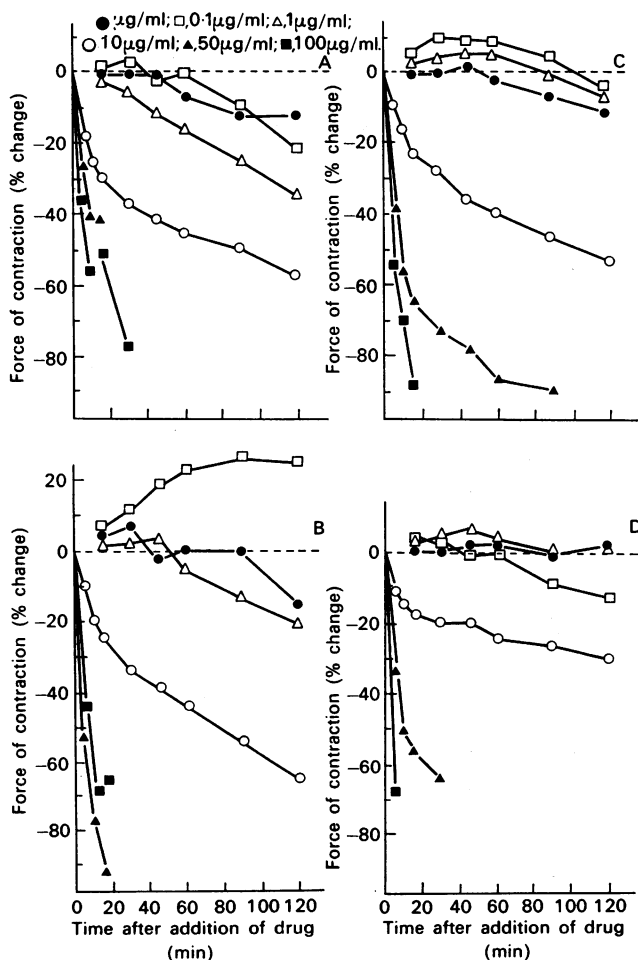 ● μg/ml; □,0·1μg/ml; △,1μg/ml;
○ 10μg/ml; ▲,50μg/ml; ■ 100μg/ml.
A
0
-20
-40
-60
-80
Force of contraction (% change)
C
0
-20
-40
-60
-80
Force of contraction (% change)
B
20
0
-20
-40
-60
-80
Force of contraction (% change)
0 20 40 60 80 100 120
Time after addition of drug
(min)
D
20
0
-20
-40
-60
-80
Force of contraction (% change)
0 20 40 60 80 100 120
Time after addition of drug
(min)